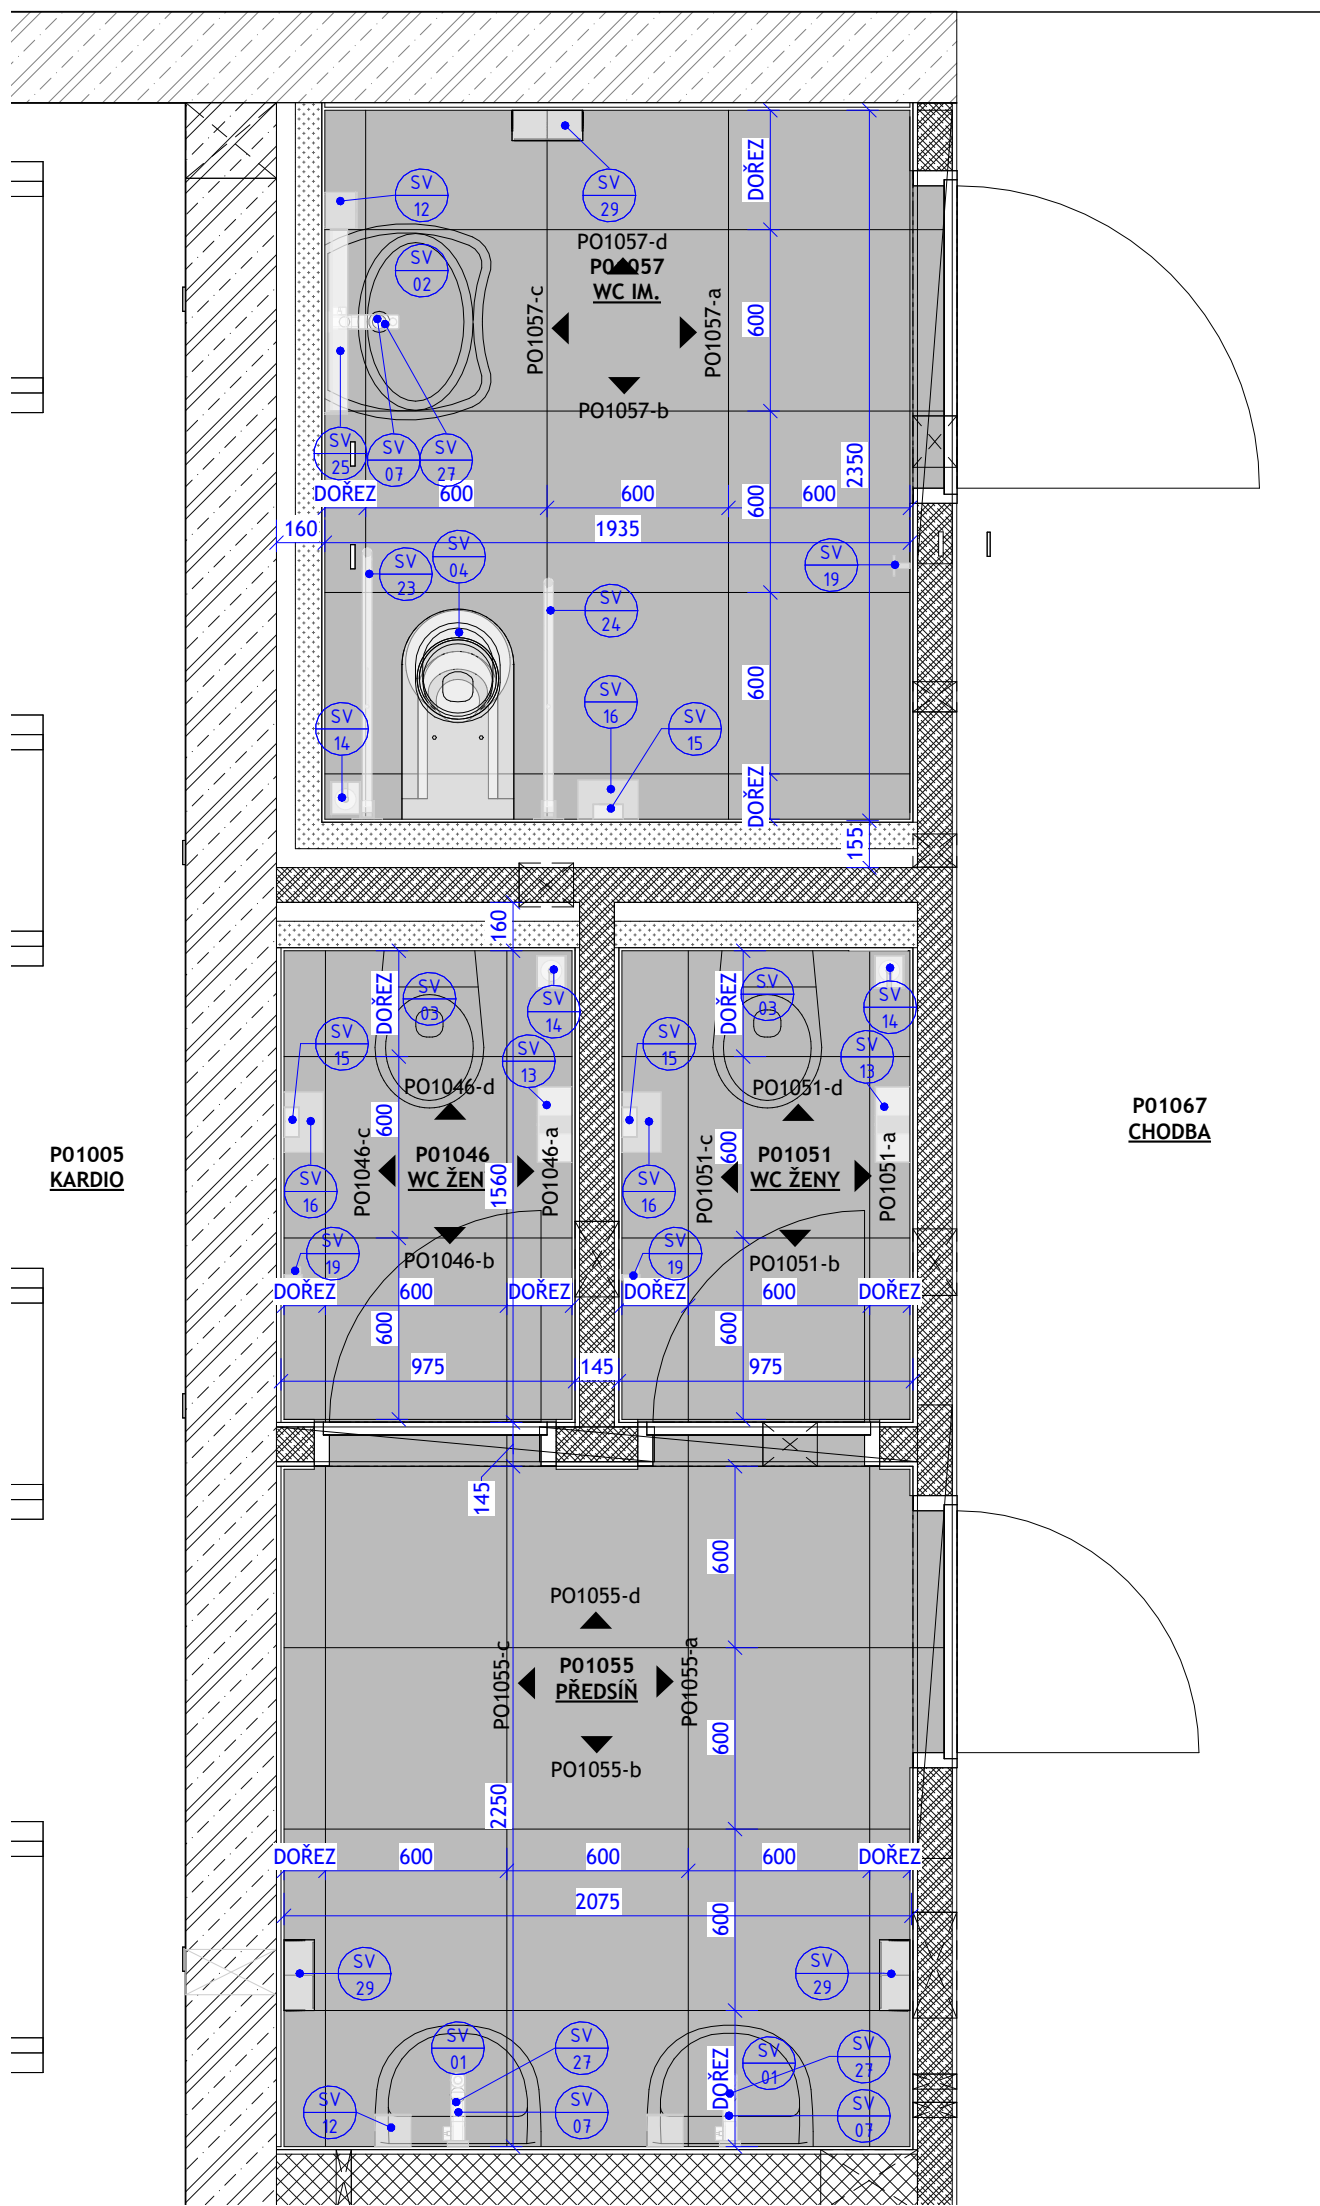 DOŘEZ
SV
12
SV
29
PO1057-d
SV
02
P01057
WC IM.
PO1057-c
PO1057-a
600
PO1057-b
SV
25
SV
07
SV
27
2350
DOŘEZ
600
600
600
600
160
1935
SV
04
SV
23
SV
19
SV
24
SV
16
600
SV
14
SV
15
DOŘEZ
155
160
DOŘEZ
SV
03
SV
14
DOŘEZ
SV
03
SV
14
SV
15
SV
13
SV
15
SV
13
PO1046-d
PO1051-d
600
600
P01067
CHODBA
P01005
KARDIO
PO1046-c
P01046
WC ŽEN
PO1046-a
PO1051-c
P01051
WC ŽENY
PO1051-a
SV
16
1560
SV
16
PO1046-b
PO1051-b
SV
19
SV
19
DOŘEZ
600
DOŘEZ
DOŘEZ
600
DOŘEZ
600
600
975
145
975
145
600
PO1055-d
PO1055-c
P01055
PŘEDSÍŇ
PO1055-a
600
PO1055-b
2250
DOŘEZ
600
600
600
DOŘEZ
2075
600
SV
29
SV
29
SV
01
SV
27
DOŘEZ
SV
01
SV
27
SV
12
SV
07
SV
07